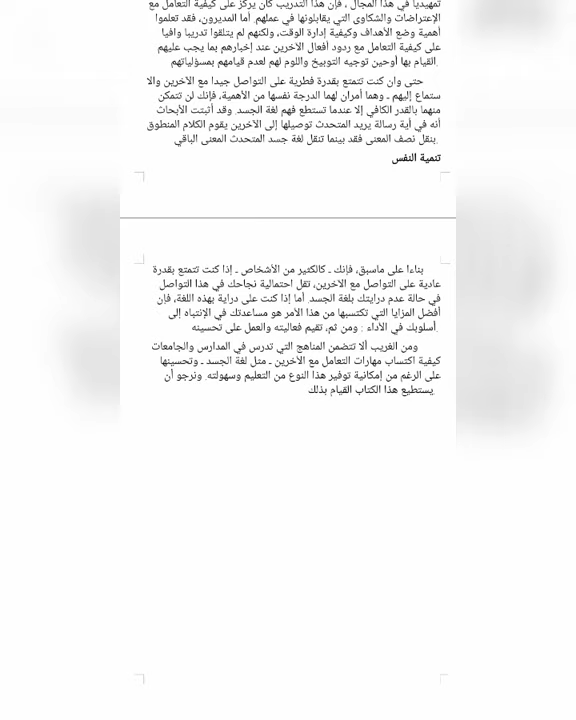 تمهيديا في هذا المجال ، فإن هذا التدريب كان يركز على كيفية التعامل مع
الإعتراضات والشكاوى التي يقابلونها في عملهم. أما المديرون، فقد تعلموا
أهمية وضع الأهداف وكيفية إدارة الوقت، ولكنهم لم يتلقوا تدريبا وافيا
على كيفية التعامل مع ردود أفعال الآخرين عند إخبارهم بما يجب عليهم
القيام بها أوحين توجيه التوبيخ واللوم لهم لعدم قيامهم بمسؤلياتهم.
حتى وان كنت تتمتع بقدرة فطرية على التواصل جيدا مع الآخرين والا
ستماع إليهم ـ وهما أمران لهما الدرجة نفسها من الأهمية، فإنك لن تتمكن
منهما بالقدر الكافي إلا عندما تستطع فهم لغة الجسد. وقد أثبتت الأبحاث
أنه في أية رسالة يريد المتحدث توصيلها إلى الآخرين يقوم الكلام المنطوق
بنقل نصف المعنى فقد بينما تنقل لغة جسد المتحدث المعنى الباقي.
تنمية النفس
بناءا على ماسبق، فإنك ـ كالكثير من الأشخاص ـ إذا كنت تتمتع بقدرة
عادية على التواصل مع الآخرين، تقل احتمالية نجاحك في هذا التواصل
في حالة عدم درايتك بلغة الجسد. أما إذا كنت على دراية بهذه اللغة، فإن
أفضل المزايا التي تكتسبها من هذا الأمر هو مساعدتك في الإنتباه إلى
أسلوبك في الأداء : ومن ثم، تقيم فعاليته والعمل على تحسينه.
ومن الغريب ألا تتضمن المناهج التي تدرس في المدارس والجامعات
كيفية اكتساب مهارات التعامل مع الآخرين ـ مثل لغة الجسد ـ وتحسينها
على الرغم من إمكانية توفير هذا النوع من التعليم وسهولته. ونرجو أن
يستطيع هذا الكتاب القيام بذلك.